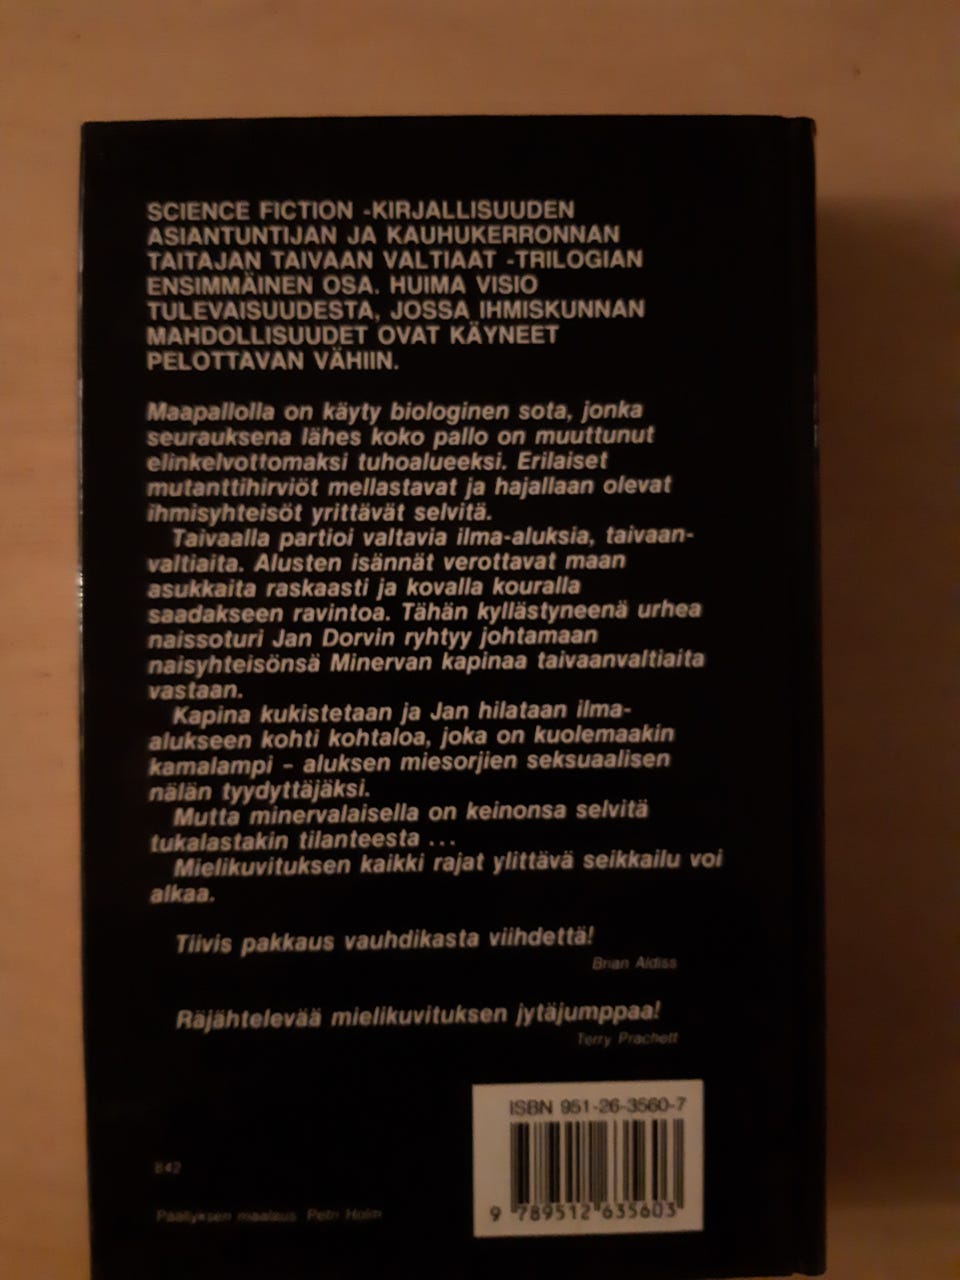 SCIENCE FICTION -KIRJALLISUUDEN
ASIANTUNTIJAN JA KAUHUKERRONNAN
TAITAJAN TAIVAAN VALTIAAT -TRILOGIAN
ENSIMMÄINEN OSA. HUIMA VISIO
TULEVAISUUDESTA, JOSSA IHMISKUNNAN
MAHDOLLISUUDET OVAT KÄYNEET
PELOTTAVAN VÄHIIN.
Maapallolla on käyty biologinen sota, jonka
seurauksena lähes koko pallo on muuttunut
elinkelvottomaksi tuhoalueeksi. Erilaiset
mutanttihirviöt mellastavat ja hajallaan olevat
ihmisyhteisöt yrittävät selvitä.
Taivaalla partioi valtavia ilma-aluksia, taivaan-
valtiaita. Alusten isännät verottavat maan
asukkaita raskaasti ja kovalla kouralla
saadakseen ravintoa. Tähän kyllästyneenä urhea
naissoturi Jan Dorvin ryhtyy johtamaan
naisyhteisönsä Minervan kapinaa taivaanvaltiaita
vastaan.
Kapina kukistetaan ja Jan hilataan ilma-
alukseen kohti kohtaloa, joka on kuolemaakin
kamalampi – aluksen miesorjien seksuaalisen
nälän tyydyttäjäksi.
Mutta minervalaisella on keinonsa selvitä
tukalastakin tilanteesta ...
Mielikuvituksen kaikki rajat ylittävä seikkailu voi
alkaa.
Tiivis pakkaus vauhdikasta viihdettä!
Brian Aldiss
Räjähtelevää mielikuvituksen jytäjumppaa!
Terry Prachett
ISBN 951-26-3560-7
9 789512 635603
842
Päällyksen maalaus Petri Holm